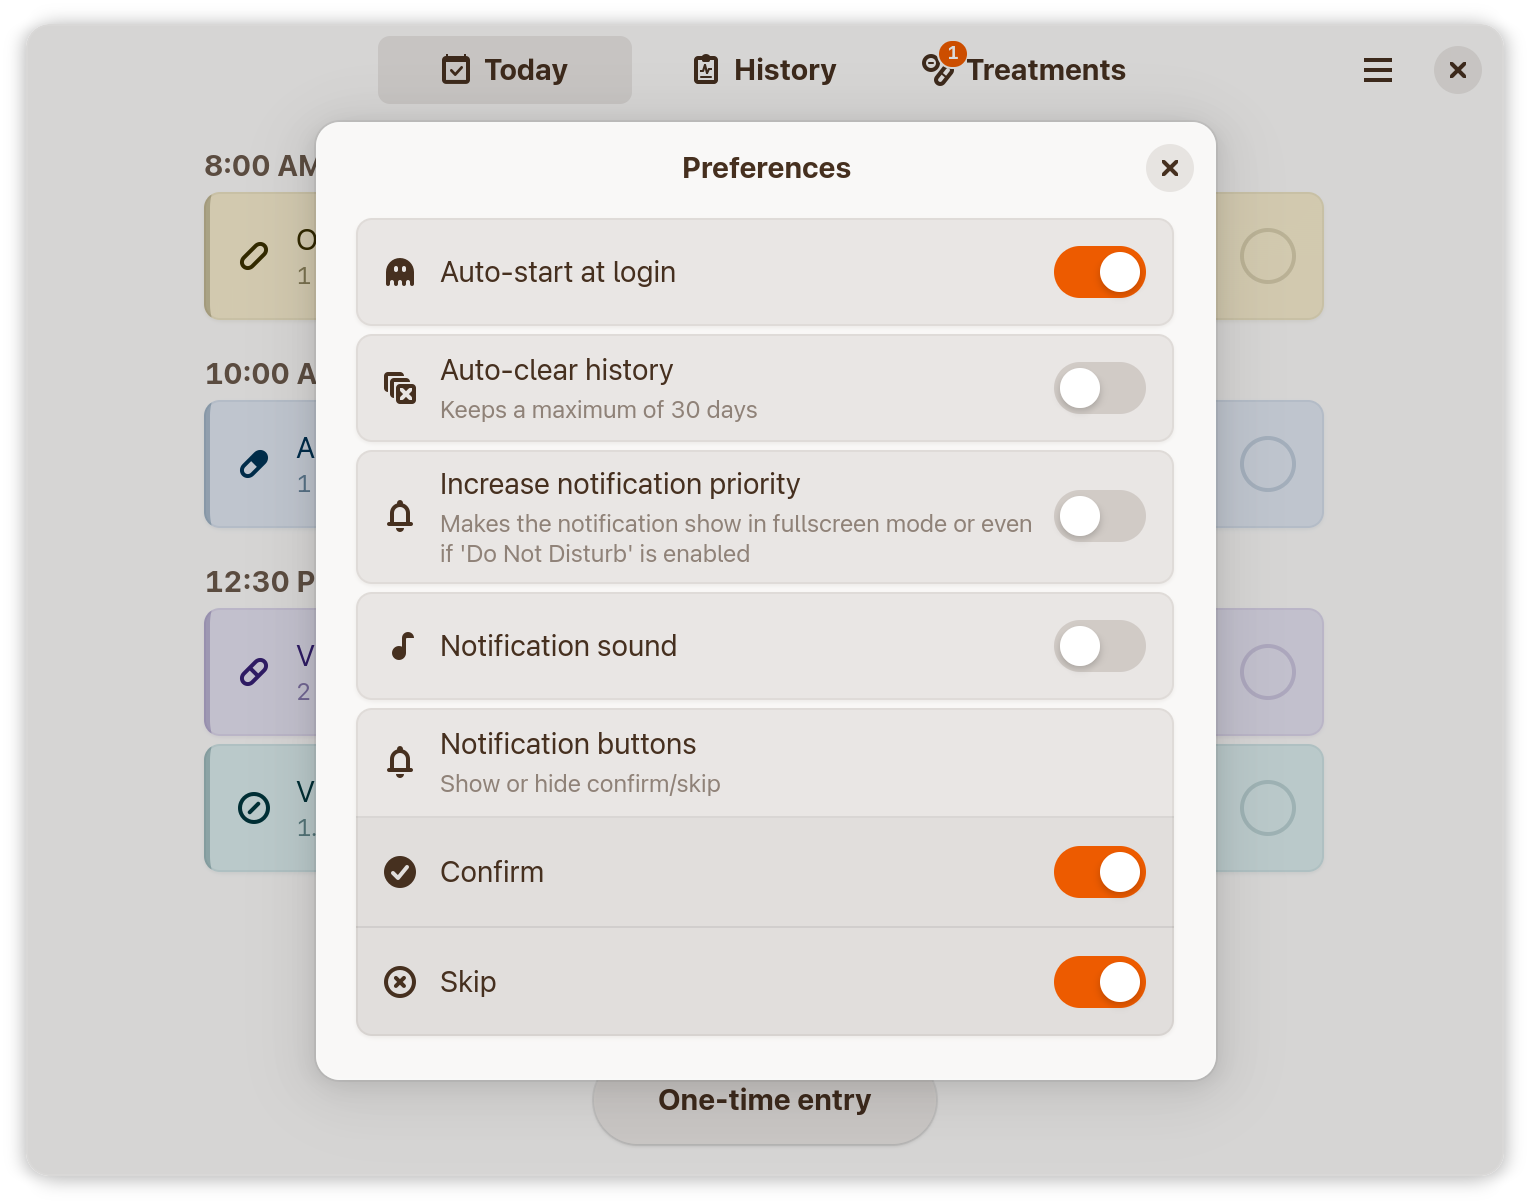 Today
History
1
Treatments
Preferences
8:00 AM
O
1
Auto-start at login
Auto-clear history
Keeps a maximum of 30 days
10:00 A
A
1
Increase notification priority
Makes the notification show in fullscreen mode or even
if 'Do Not Disturb' is enabled
12:30 P
V
2
Notification sound
Notification buttons
Show or hide confirm/skip
V
1.
Confirm
Skip
One-time entry